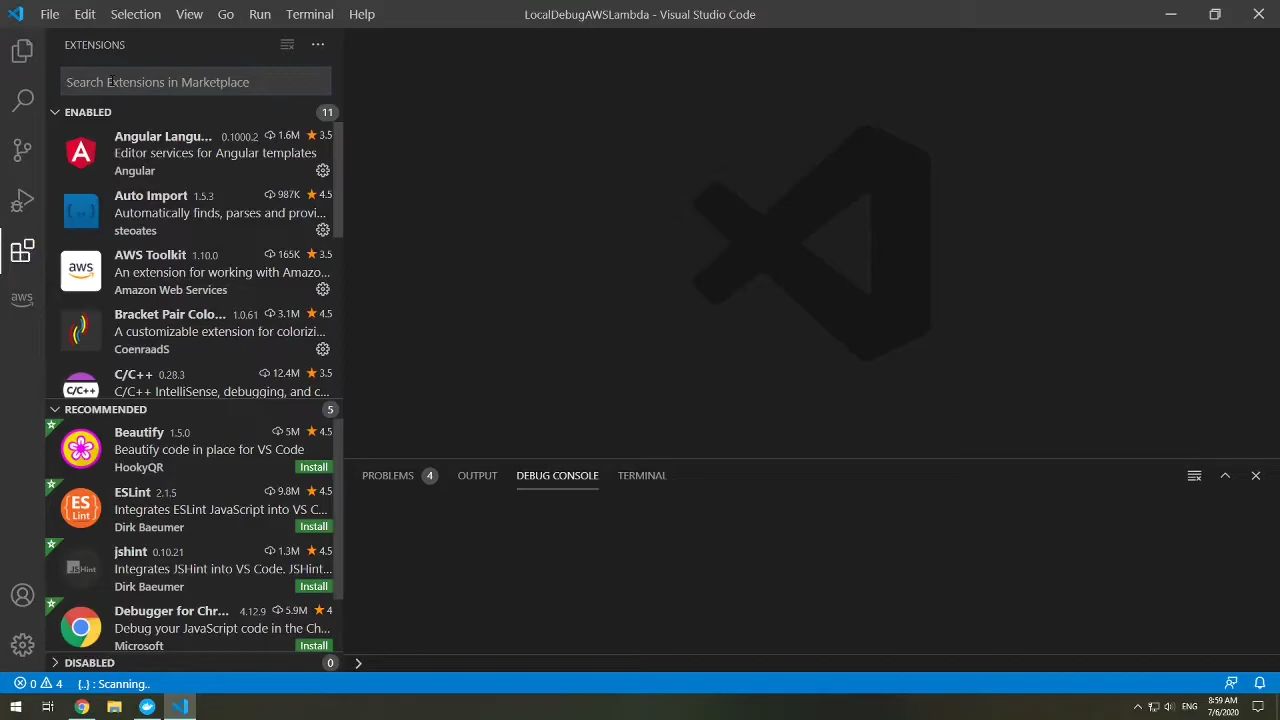 File Edit Selection View Go Run Terminal Help LocalDebugAWSLambda - Visual Studio Code
EXTENSIONS
Search Extensions in Marketplace
ENABLED 11
Angular Langu... 0.1000.2 1.6M 3.5
Editor services for Angular templates
Angular
Auto Import 1.5.3 987K 4.5
Automatically finds, parses and provi...
steoates
aws
AWS Toolkit 1.10.0 165K 3.5
An extension for working with Amazo...
Amazon Web Services
aws
Bracket Pair Colo... 1.0.61 3.1M 4.5
A customizable extension for colorizi...
CoenraadS
C/C++ 0.28.3 12.4M 3.5
C/C++ IntelliSense, debugging, and c...
C/C++
RECOMMENDED 5
Beautify 1.5.0 5M 4.5
Beautify code in place for VS Code
HookyQR Install
ES
Lint
ESLint 2.1.5 9.8M 4.5
Integrates ESLint JavaScript into VS C...
Dirk Baeumer Install
JSHint
jshint 0.10.21 1.3M 4.5
Integrates JSHint into VS Code. JSHint...
Dirk Baeumer Install
Debugger for Chr... 4.12.9 5.9M 4
Debug your JavaScript code in the Ch...
Microsoft Install
DISABLED 0
PROBLEMS 4 OUTPUT DEBUG CONSOLE TERMINAL
0 4 {..} : Scanning..
ENG 8:59 AM
7/6/2020